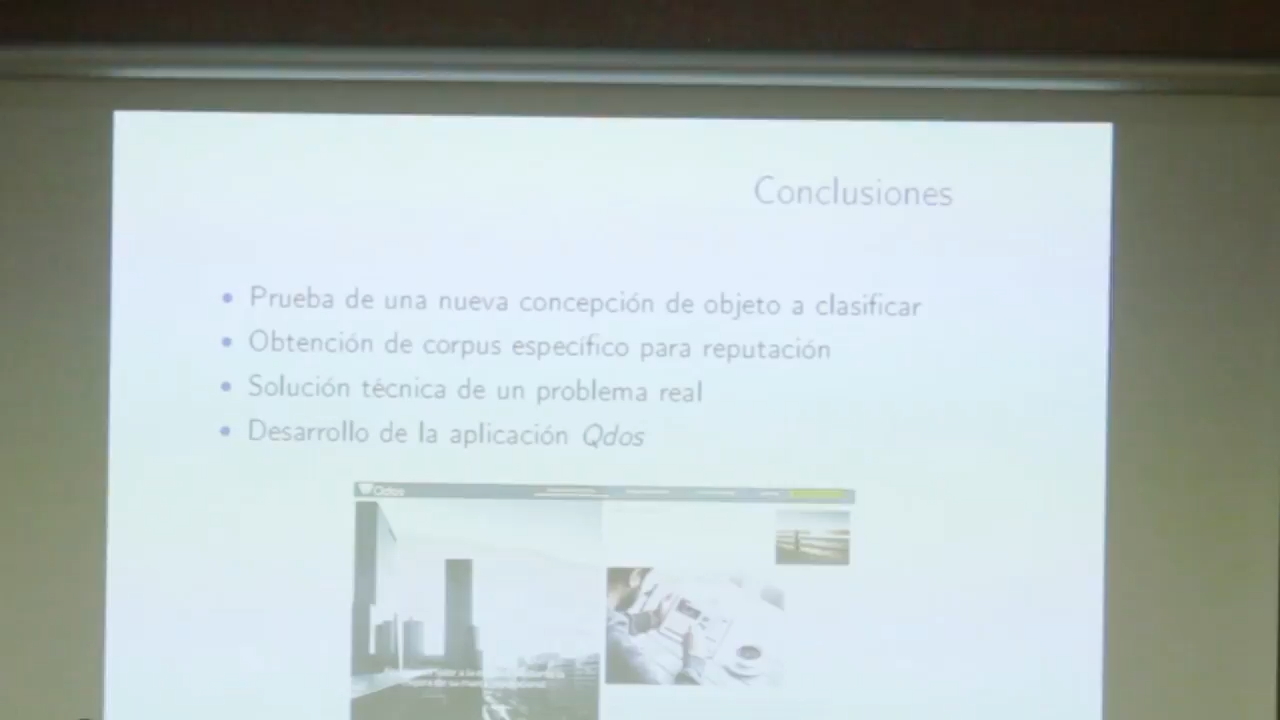 Conclusiones
Prueba de una nueva concepción de objeto a clasificar
Obtención de corpus específico para reputación
Solución técnica de un problema real
Desarrollo de la aplicación Qdos
Qdos